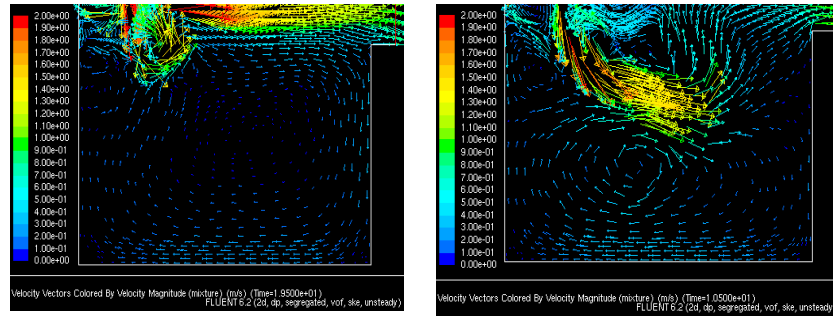 2.00e+00
1.90e+00
1.80e+00
1.70e+00
1.60e+00
1.50e+00
1.40e+00
1.30e+00
1.20e+00
1.10e+00
1.00e+00
9.00e-01
8.00e-01
7.00e-01
6.00e-01
5.00e-01
4.00e-01
3.00e-01
2.00e-01
1.00e-01
0.00e+00
Velocity Vectors Colored By Velocity Magnitude (mixture) (m/s) (Time=1.9500e+01)
FLUENT 6.2 (2d, dp, segregated, vof, ske, unsteady)
2.00e+00
1.90e+00
1.80e+00
1.70e+00
1.60e+00
1.50e+00
1.40e+00
1.30e+00
1.20e+00
1.10e+00
1.00e+00
9.00e-01
8.00e-01
7.00e-01
6.00e-01
5.00e-01
4.00e-01
3.00e-01
2.00e-01
1.00e-01
0.00e+00
Velocity Vectors Colored By Velocity Magnitude (mixture) (m/s) (Time=1.0500e+01)
FLUENT 6.2 (2d, dp, segregated, vof, ske, unsteady)